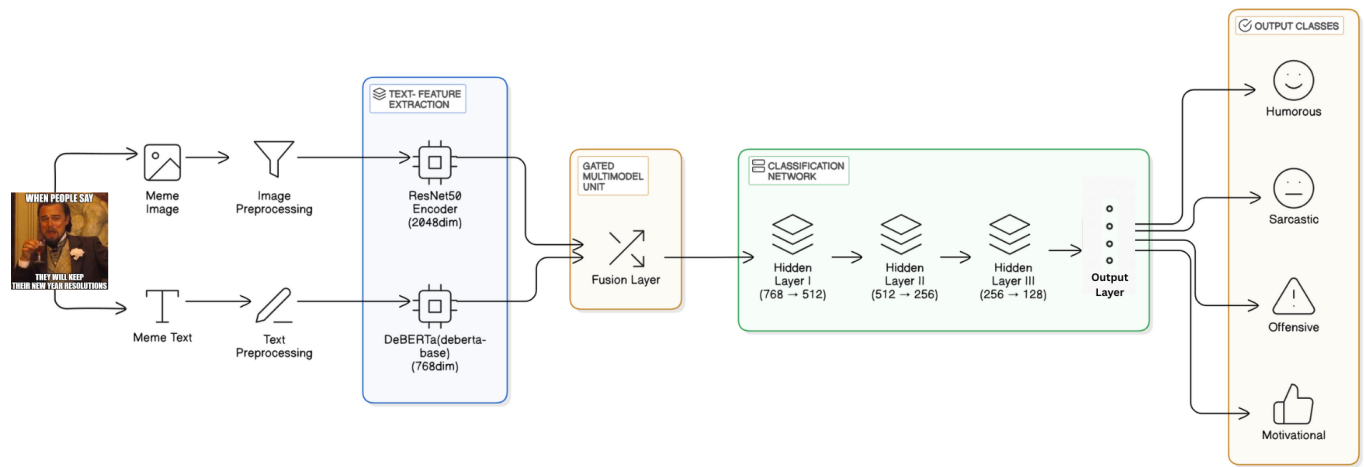 WHEN PEOPLE SAY
THEY WILL KEEP
THEIR NEW YEAR RESOLUTIONS
Meme
Image
Image
Preprocessing
Meme Text
Text
Preprocessing
TEXT- FEATURE
EXTRACTION
ResNet50
Encoder
(2048dim)
DeBERTa(deberta-
base)
(768dim)
GATED
MULTIMODEL
UNIT
Fusion Layer
CLASSIFICATION
NETWORK
Hidden
Layer I
(768 → 512)
Hidden
Layer II
(512 → 256)
Hidden
Layer III
(256 → 128)
Output
Layer
OUTPUT CLASSES
Humorous
Sarcastic
Offensive
Motivational